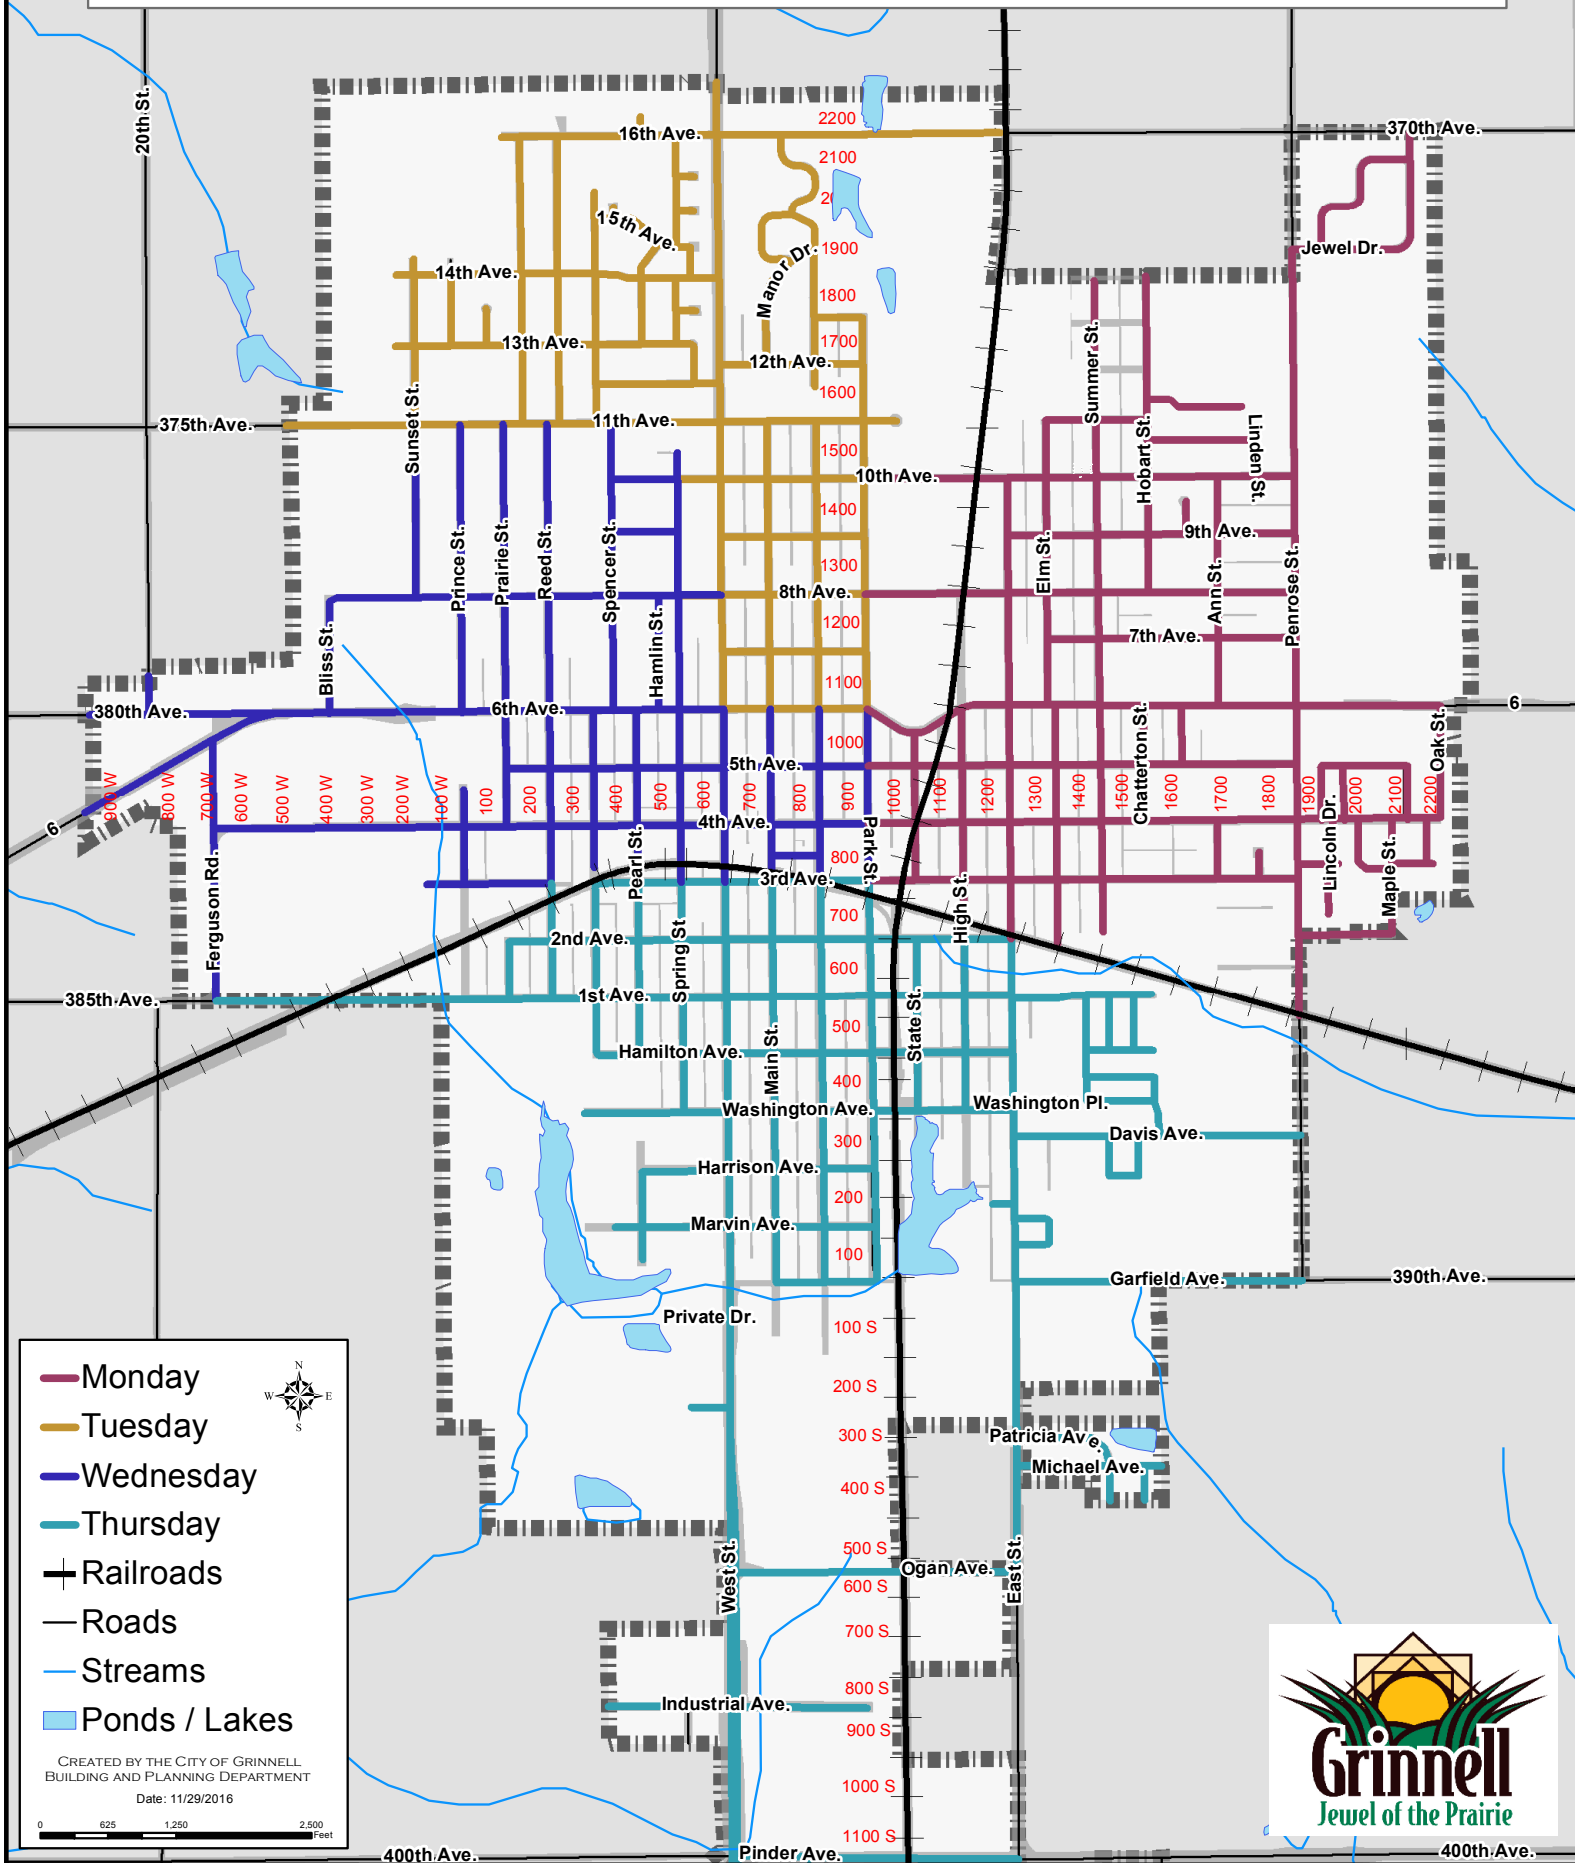 20th St.
16th Ave.
2200
370th Ave.
2100
15th Ave.
20
Manor Dr.
1900
Jewel Dr.
14th Ave.
1800
Summer St.
13th Ave.
1700
12th Ave.
1600
Sunset St.
375th Ave.
11th Ave.
Hobart St.
Linden St.
1500
10th Ave.
1400
Prince St.
Prairie St.
Reed St.
Spencer St.
9th Ave.
1300
Elm St.
Ann St.
Penrose St.
8th Ave.
1200
Bliss St.
Hamlin St.
7th Ave.
1100
380th Ave.
6th Ave.
6
Chatterton St.
Oak St.
1000
5th Ave.
900 W
800 W
700 W
600 W
500 W
400 W
300 W
200 W
100 W
100
200
300
400
500
600
700
800
900
1000
1100
1200
1300
1400
1500
1600
1700
1800
1900
2000
2100
2200
6
4th Ave.
Park St.
Lincoln Dr.
Maple St.
Pearl St.
800
3rd Ave.
Ferguson Rd.
High St.
700
2nd Ave.
Spring St
600
385th Ave.
1st Ave.
State St.
500
Main St.
Hamilton Ave.
400
Washington Ave.
Washington Pl.
300
Davis Ave.
Harrison Ave.
200
Marvin Ave.
100
Garfield Ave.
390th Ave.
Private Dr.
100 S
200 S
300 S
Patricia Ave.
Michael Ave.
400 S
500 S
West St.
East St.
Ogan Ave.
600 S
700 S
800 S
Industrial Ave.
900 S
1000 S
1100 S
400th Ave.
Pinder Ave.
400th Ave.
Monday
Tuesday
Wednesday
Thursday
Railroads
Roads
Streams
Ponds / Lakes
N
W E
S
Created by the City of Grinnell
Building and Planning Department
Date: 11/29/2016
0 625 1,250 2,500
Feet
Grinnell
Jewel of the Prairie